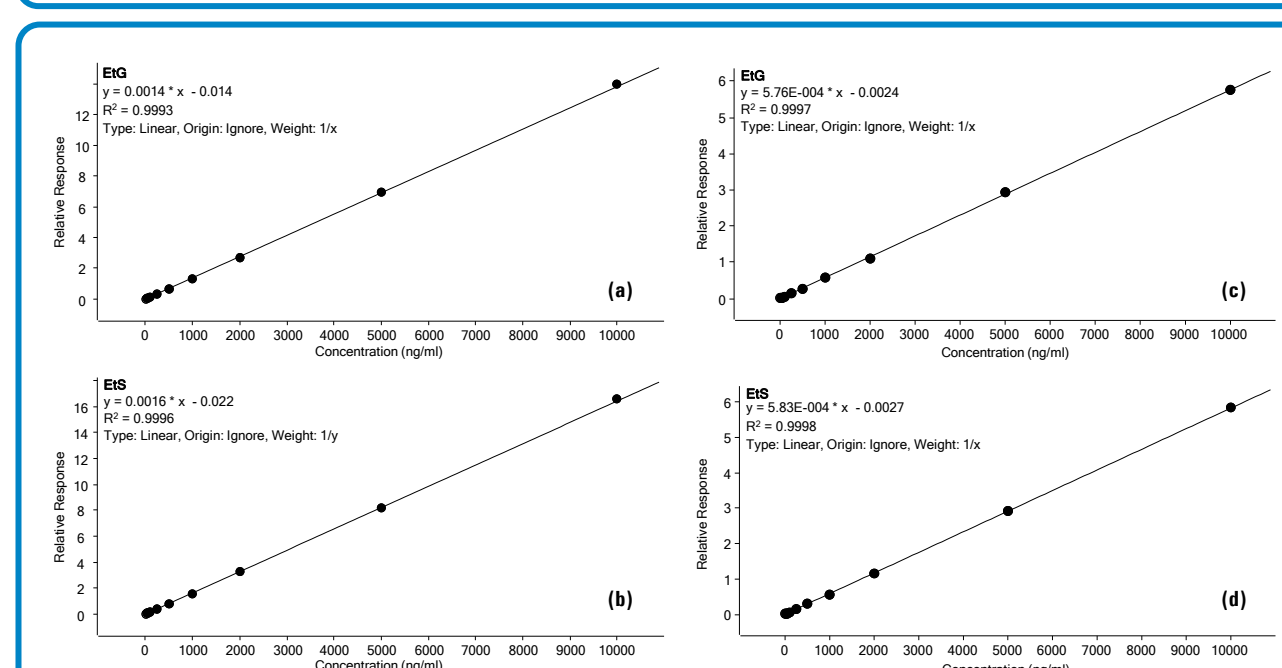 EtG
y = 0.0014 * x - 0.014
R² = 0.9993
Type: Linear, Origin: Ignore, Weight: 1/x
12
10
8
6
4
2
0
Relative Response
(a)
0 1000 2000 3000 4000 5000 6000 7000 8000 9000 10000
Concentration (ng/ml)
EtG
y = 5.76E-004 * x - 0.0024
R² = 0.9997
Type: Linear, Origin: Ignore, Weight: 1/x
6
5
4
3
2
1
0
Relative Response
(c)
0 1000 2000 3000 4000 5000 6000 7000 8000 9000 10000
Concentration (ng/ml)
EtS
y = 0.0016 * x - 0.022
R² = 0.9996
Type: Linear, Origin: Ignore, Weight: 1/y
16
14
12
10
8
6
4
2
0
Relative Response
(b)
0 1000 2000 3000 4000 5000 6000 7000 8000 9000 10000
Concentration (ng/ml)
EtS
y = 5.83E-004 * x - 0.0027
R² = 0.9998
Type: Linear, Origin: Ignore, Weight: 1/x
6
5
4
3
2
1
0
Relative Response
(d)
0 1000 2000 3000 4000 5000 6000 7000 8000 9000 10000
Concentration (ng/ml)